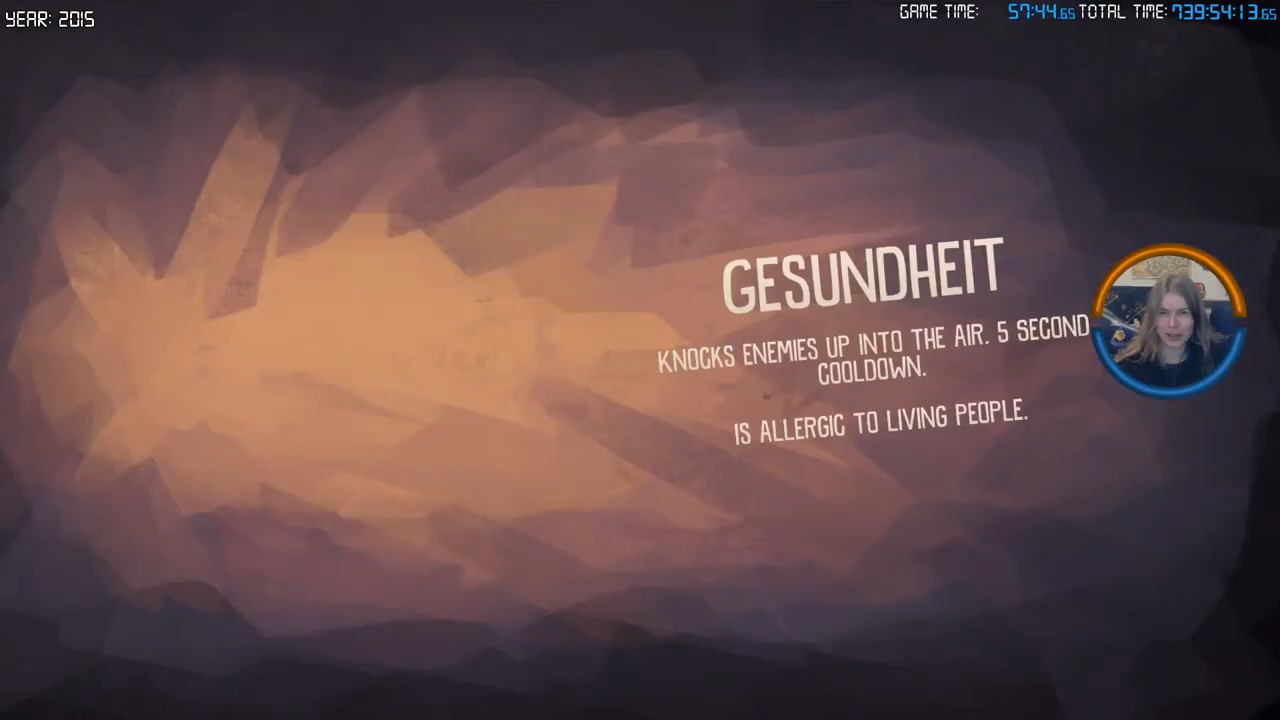 YEAR: 2015
GAME TIME: 57:44.65 TOTAL TIME: 739:54:13.65
GESUNDHEIT
KNOCKS ENEMIES UP INTO THE AIR. 5 SECOND
COOLDOWN.
IS ALLERGIC TO LIVING PEOPLE.